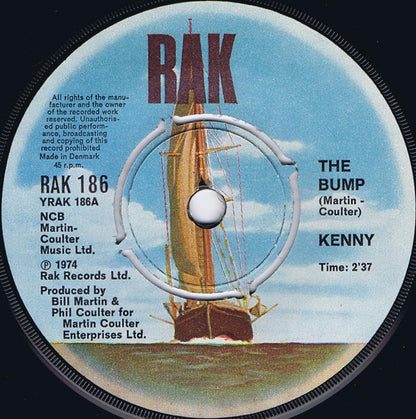 RAK
All rights of the manu-
facturer and the owner
of the recorded work
reserved. Unauthoris-
ed public perform-
ance, broadcasting
and copying of this
record prohibited
Made in Denmark
45 r.p.m.
RAK 186
YRAK 186A
NCB
Martin-
Coulter
Music Ltd.
Ⓟ 1974
Rak Records Ltd.
Produced by
Bill Martin &
Phil Coulter for
Martin Coulter
Enterprises Ltd.
THE
BUMP
(Martin -
Coulter)
KENNY
Time: 2'37